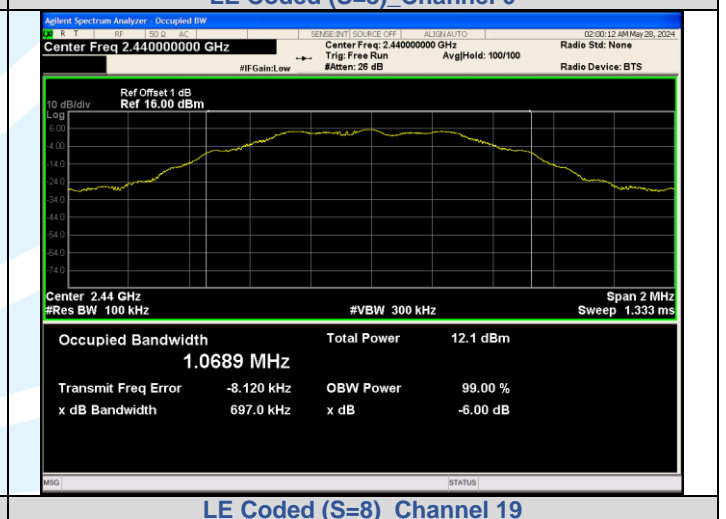 LE Coded (S=8)_Channel 0
Agilent Spectrum Analyzer - Occupied BW
LXI R T RF 50 Ω AC SENSE:INT SOURCE OFF ALIGNAUTO 02:00:12 AM May 28, 2024
Center Freq 2.440000000 GHz Center Freq: 2.440000000 GHz Radio Std: None
Trig: Free Run Avg|Hold: 100/100
#IFGain:Low #Atten: 26 dB Radio Device: BTS
Ref Offset 1 dB
10 dB/div Ref 16.00 dBm
Log
6.00
-4.00
-14.0
-24.0
-34.0
-44.0
-54.0
-64.0
-74.0
Center 2.44 GHz Span 2 MHz
#Res BW 100 kHz #VBW 300 kHz Sweep 1.333 ms
Occupied Bandwidth Total Power 12.1 dBm
1.0689 MHz
Transmit Freq Error -8.120 kHz OBW Power 99.00 %
x dB Bandwidth 697.0 kHz x dB -6.00 dB
MSG STATUS
LE Coded (S=8)_Channel 19